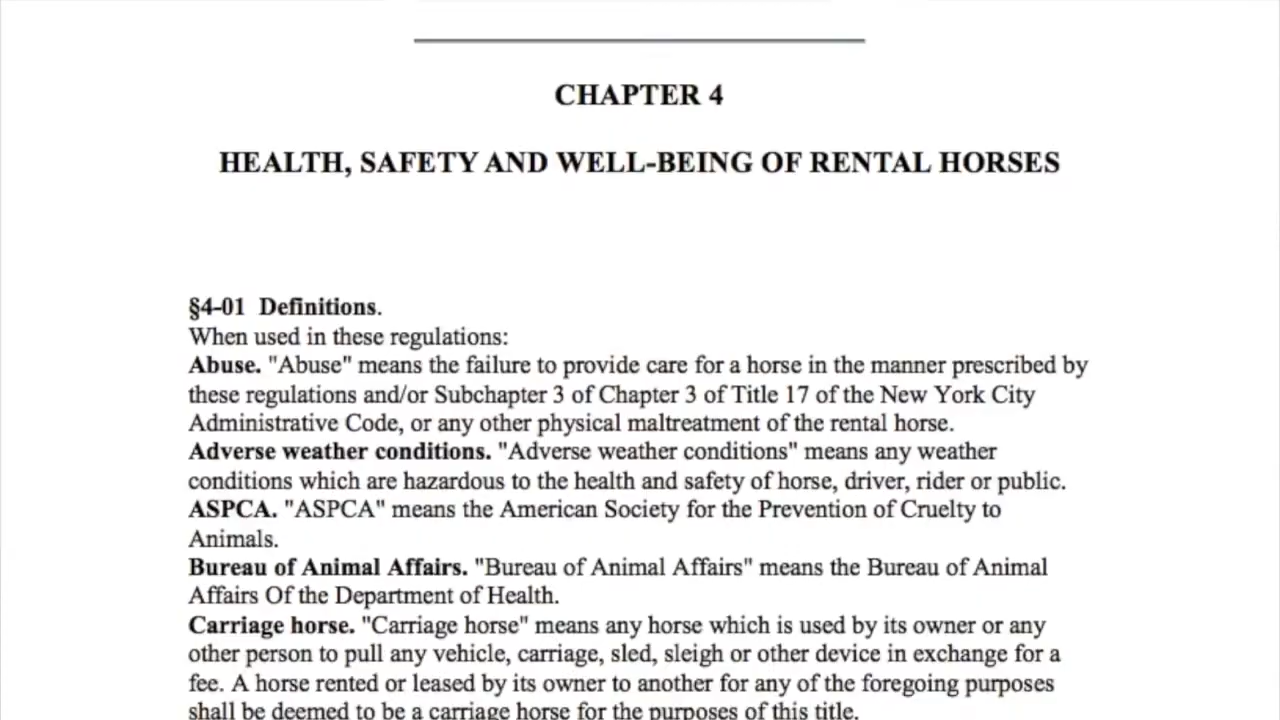 CHAPTER 4
HEALTH, SAFETY AND WELL-BEING OF RENTAL HORSES
§4-01 Definitions.
When used in these regulations:
Abuse. "Abuse" means the failure to provide care for a horse in the manner prescribed by
these regulations and/or Subchapter 3 of Chapter 3 of Title 17 of the New York City
Administrative Code, or any other physical maltreatment of the rental horse.
Adverse weather conditions. "Adverse weather conditions" means any weather
conditions which are hazardous to the health and safety of horse, driver, rider or public.
ASPCA. "ASPCA" means the American Society for the Prevention of Cruelty to
Animals.
Bureau of Animal Affairs. "Bureau of Animal Affairs" means the Bureau of Animal
Affairs Of the Department of Health.
Carriage horse. "Carriage horse" means any horse which is used by its owner or any
other person to pull any vehicle, carriage, sled, sleigh or other device in exchange for a
fee. A horse rented or leased by its owner to another for any of the foregoing purposes
shall be deemed to be a carriage horse for the purposes of this title.